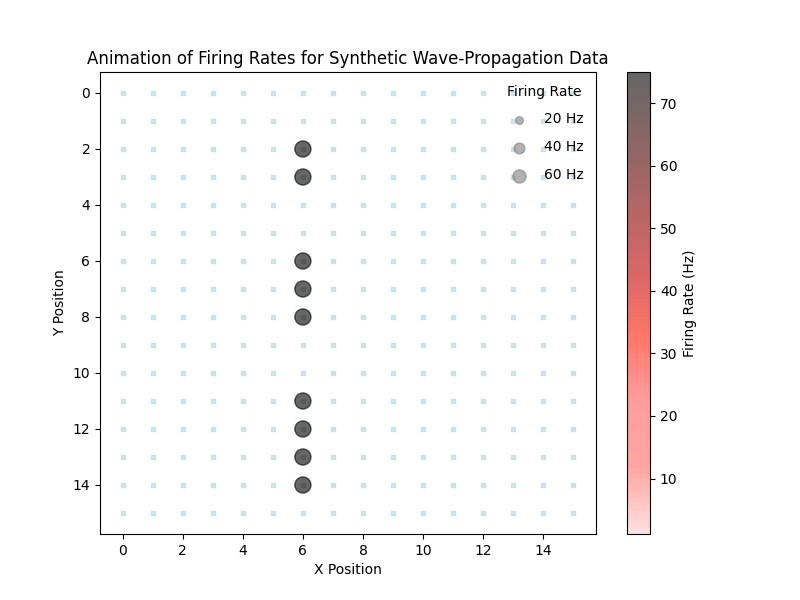 Animation of Firing Rates for Synthetic Wave-Propagation Data
Firing Rate
20 Hz
40 Hz
60 Hz
0
2
4
6
8
10
12
14
Y Position
0 2 4 6 8 10 12 14
X Position
70
60
50
40
30
20
10
Firing Rate (Hz)